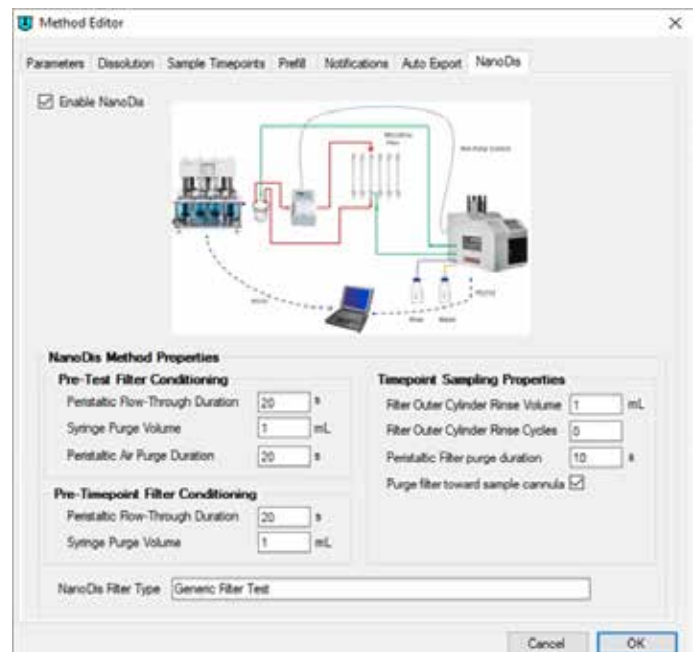 Method Editor
Parameters Dissolution Sample Timepoints Prefill Notifications Auto Export NanoDis
Enable NanoDis
NanoDis Method Properties
Pre-Test Filter Conditioning
Peristaltic Flow-Through Duration 20 s
Syringe Purge Volume 1 mL
Peristaltic Air Purge Duration 20 s
Pre-Timepoint Filter Conditioning
Peristaltic Flow-Through Duration 20 s
Syringe Purge Volume 1 mL
Timepoint Sampling Properties
Filter Outer Cylinder Rinse Volume 1 mL
Filter Outer Cylinder Rinse Cycles 0
Peristaltic Filter purge duration 10 s
Purge filter toward sample cannula
NanoDis Filter Type Generic Filter Test
Cancel OK